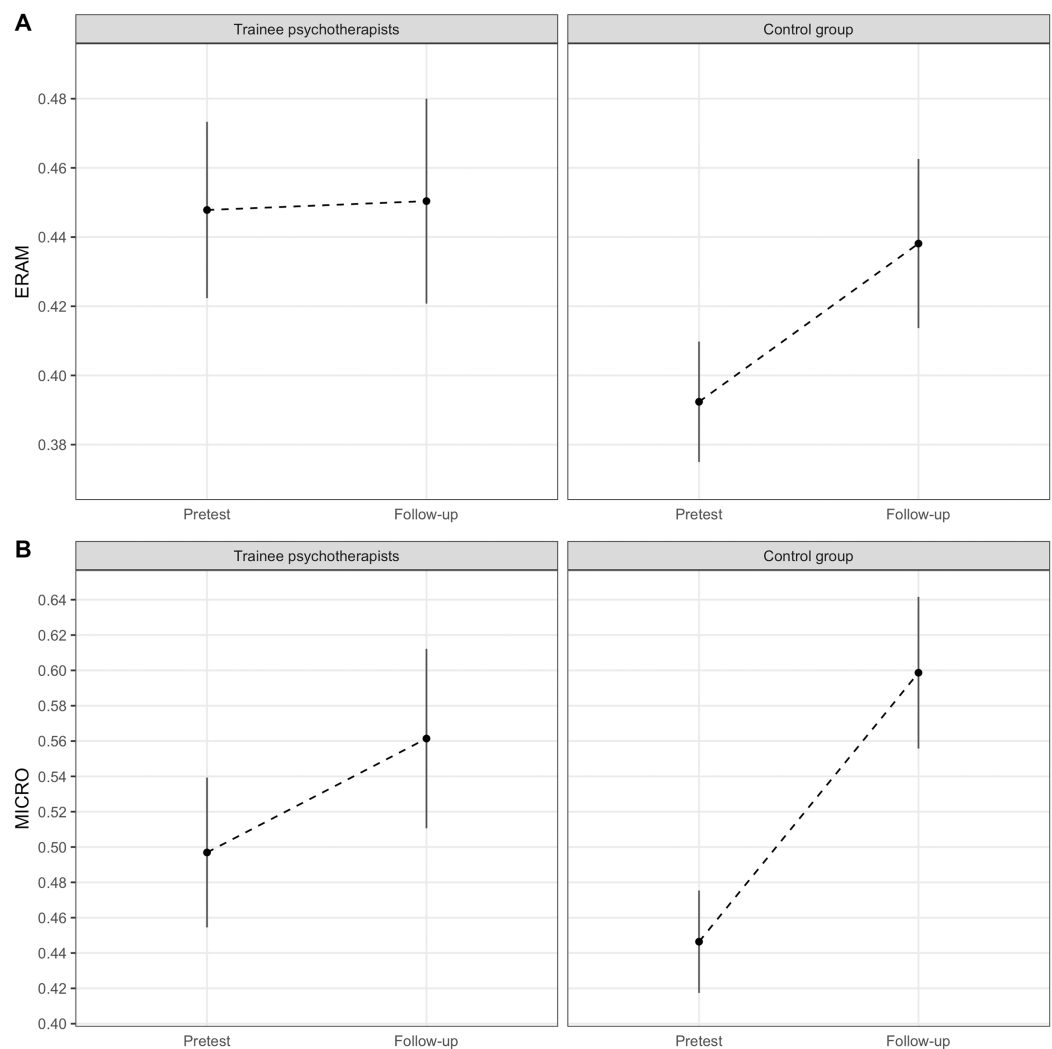 A
Trainee psychotherapists
Control group
ERAM
0.48
0.46
0.44
0.42
0.40
0.38
Pretest
Follow-up
Pretest
Follow-up
B
Trainee psychotherapists
Control group
MICRO
0.64
0.62
0.60
0.58
0.56
0.54
0.52
0.50
0.48
0.46
0.44
0.42
0.40
Pretest
Follow-up
Pretest
Follow-up